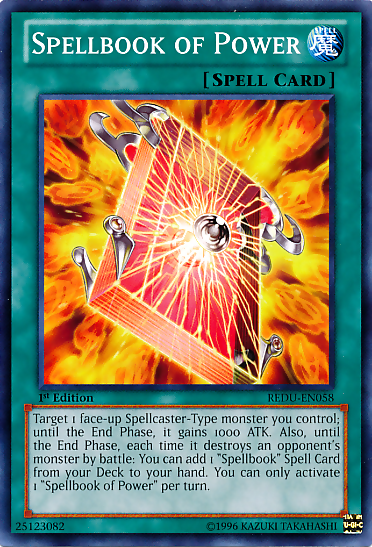 SPELLBOOK OF POWER 魔
[SPELL CARD]
1st Edition REDU-EN058
Target 1 face-up Spellcaster-Type monster you control;
until the End Phase, it gains 1000 ATK. Also, until
the End Phase, each time it destroys an opponent's
monster by battle: You can add 1 "Spellbook" Spell Card
from your Deck to your hand. You can only activate
1 "Spellbook of Power" per turn.
25123082 ©1996 KAZUKI TAKAHASHI